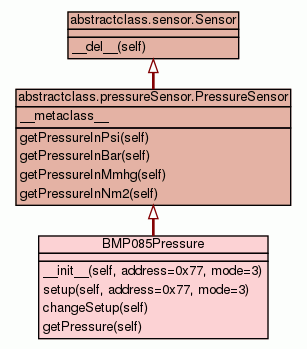 abstractclass.sensor.Sensor
__del__(self)
abstractclass.pressureSensor.PressureSensor
__metaclass__
getPressureInPsi(self)
getPressureInBar(self)
getPressureInMmhg(self)
getPressureInNm2(self)
BMP085Pressure
__init__(self, address=0x77, mode=3)
setup(self, address=0x77, mode=3)
changeSetup(self)
getPressure(self)